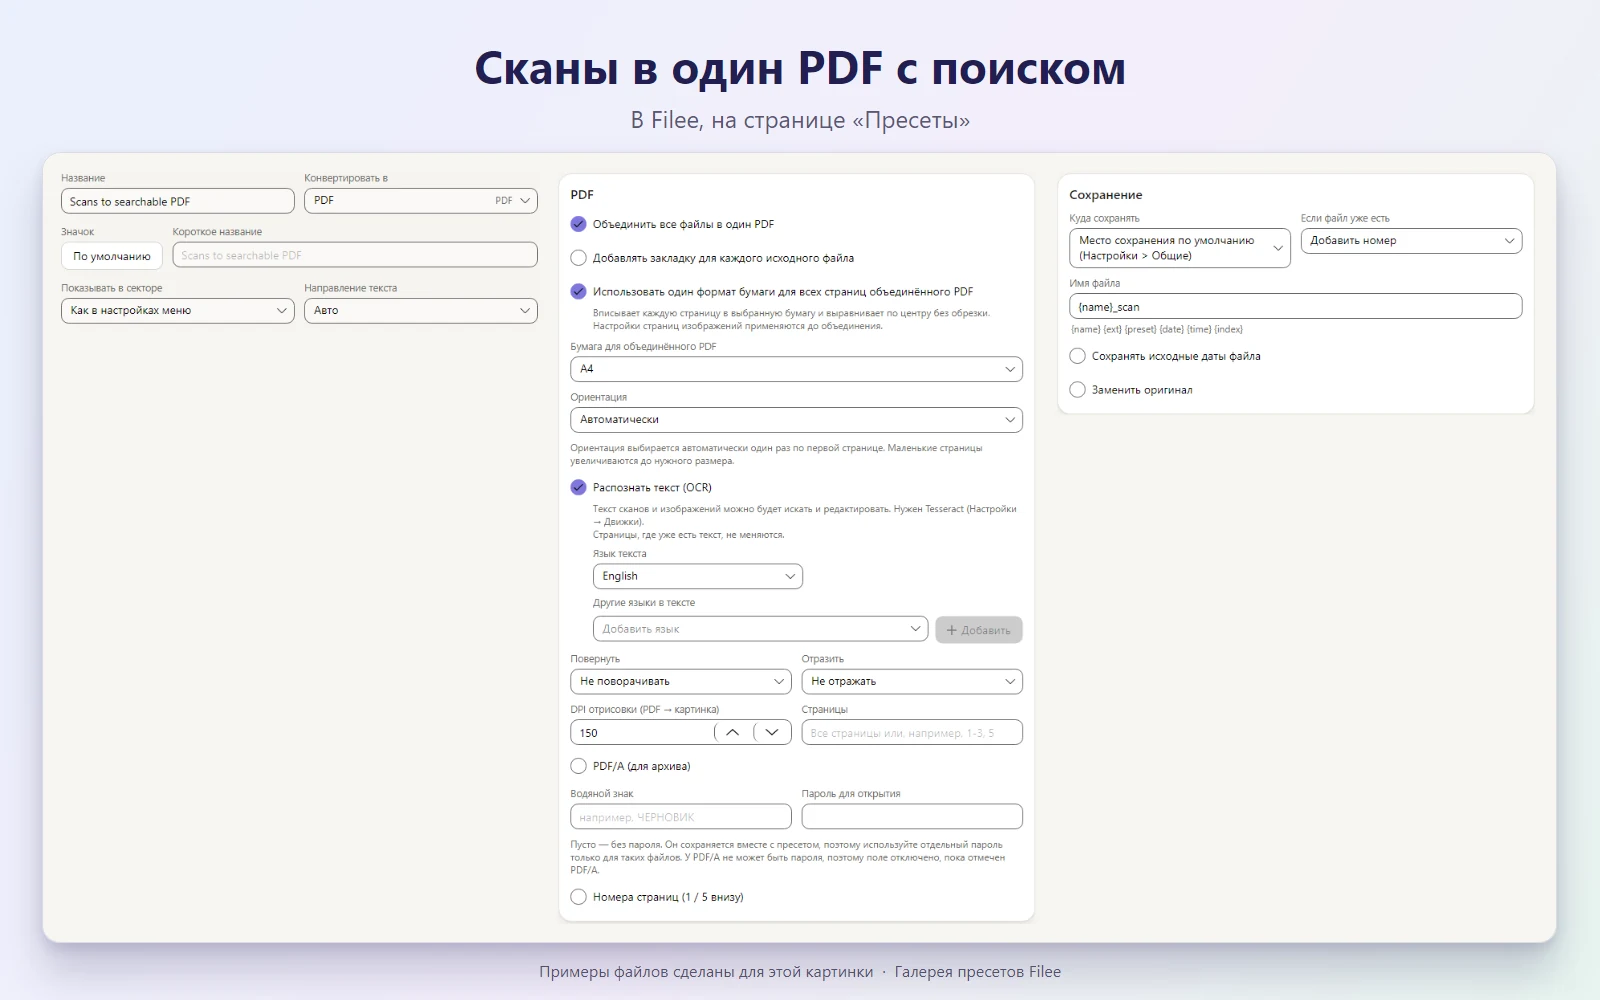 Сканы в один PDF с поиском
В Filee, на странице «Пресеты»
Название
Scans to searchable PDF
Конвертировать в
PDF PDF
Значок
По умолчанию
Короткое название
Scans to searchable PDF
Показывать в секторе
Как в настройках меню
Направление текста
Авто
PDF
Объединить все файлы в один PDF
Добавлять закладку для каждого исходного файла
Использовать один формат бумаги для всех страниц объединённого PDF
Вписывает каждую страницу в выбранную бумагу и выравнивает по центру без обрезки.
Настройки страниц изображений применяются до объединения.
Бумага для объединённого PDF
A4
Ориентация
Автоматически
Ориентация выбирается автоматически один раз по первой странице. Маленькие страницы
увеличиваются до нужного размера.
Распознать текст (OCR)
Текст сканов и изображений можно будет искать и редактировать. Нужен Tesseract (Настройки
→ Движки).
Страницы, где уже есть текст, не меняются.
Язык текста
English
Другие языки в тексте
Добавить язык
+ Добавить
Повернуть
Не поворачивать
Отразить
Не отражать
DPI отрисовки (PDF → картинка)
150
Страницы
Все страницы или, например, 1-3, 5
PDF/A (для архива)
Водяной знак
например, ЧЕРНОВИК
Пароль для открытия
Пусто — без пароля. Он сохраняется вместе с пресетом, поэтому используйте отдельный пароль
только для таких файлов. У PDF/A не может быть пароля, поэтому поле отключено, пока отмечен
PDF/A.
Номера страниц (1 / 5 внизу)
Сохранение
Куда сохранять
Место сохранения по умолчанию
(Настройки > Общие)
Если файл уже есть
Добавить номер
Имя файла
{name}_scan
{name} {ext} {preset} {date} {time} {index}
Сохранять исходные даты файла
Заменить оригинал
Примеры файлов сделаны для этой картинки · Галерея пресетов Filee